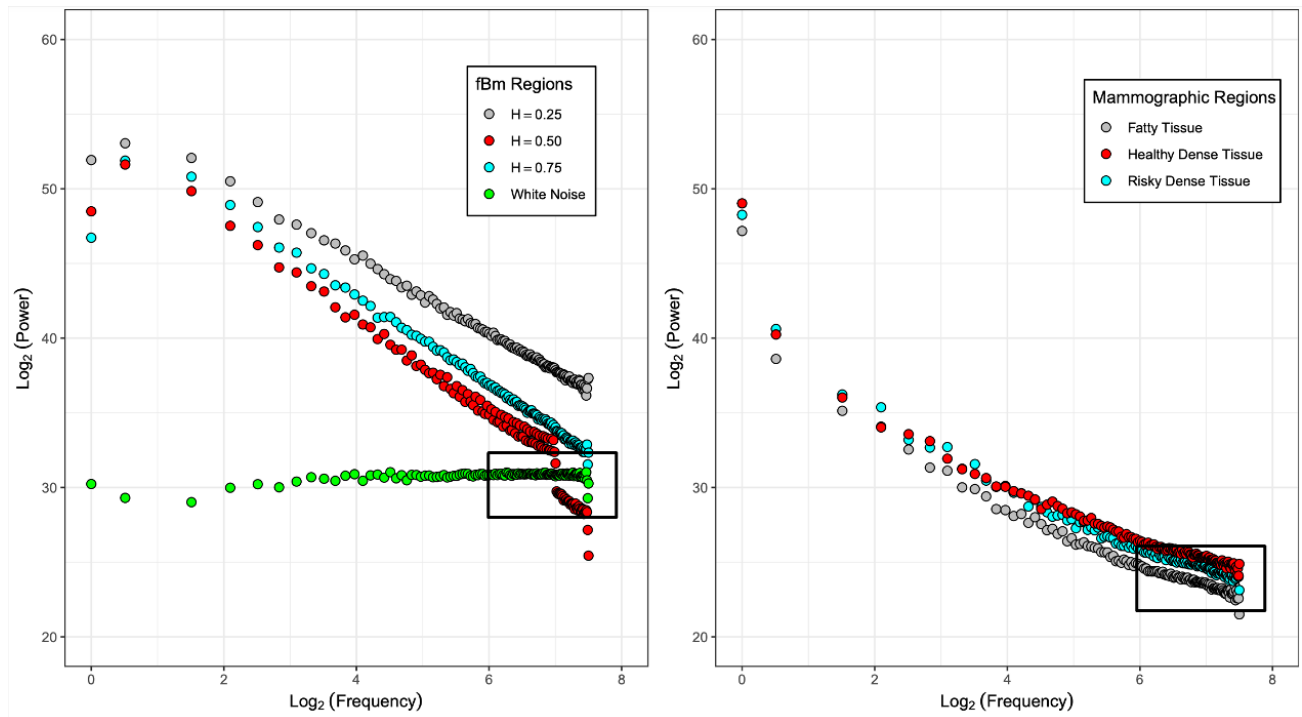 60
50
40
30
20
0
2
4
6
8
Log2 (Power)
Log2 (Frequency)
fBm Regions
H = 0.25
H = 0.50
H = 0.75
White Noise
60
50
40
30
20
0
2
4
6
8
Log2 (Power)
Log2 (Frequency)
Mammographic Regions
Fatty Tissue
Healthy Dense Tissue
Risky Dense Tissue